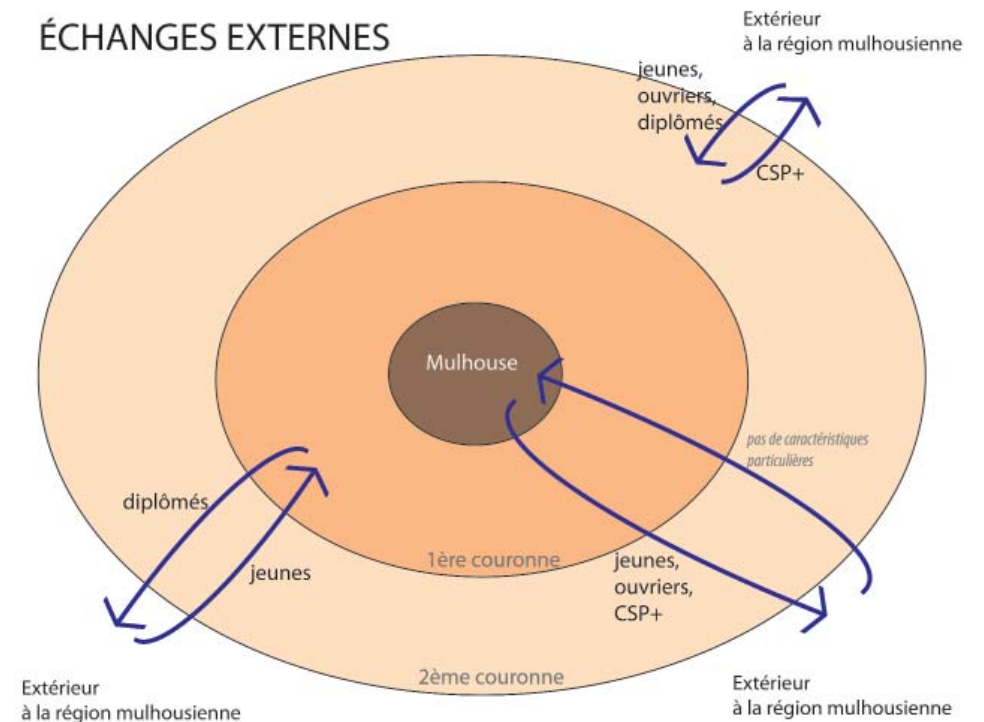 ÉCHANGES EXTERNES
Extérieur
à la région mulhousienne
jeunes,
ouvriers,
diplômés
CSP+
Mulhouse
pas de caractéristiques
particulières
diplômés
jeunes
1ère couronne
jeunes,
ouvriers,
CSP+
2ème couronne
Extérieur
à la région mulhousienne
Extérieur
à la région mulhousienne